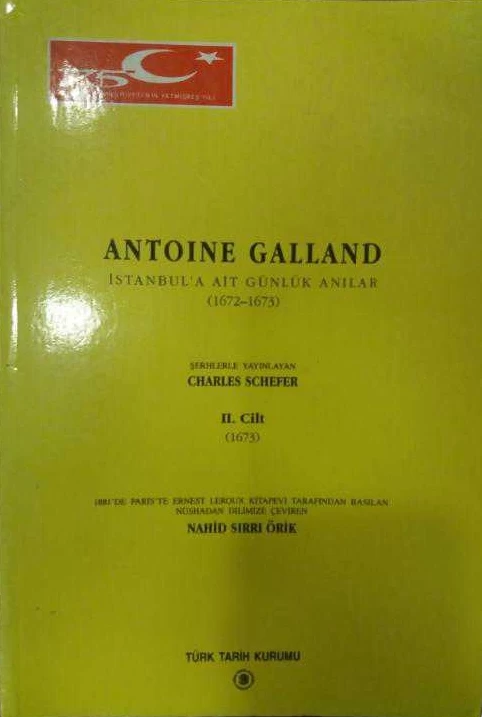 75
ANTOINE GALLAND
İSTANBUL'A AİT GÜNLÜK ANILAR
(1672-1673)
ŞERHLERLE YAYINLAYAN
CHARLES SCHEFER
II. Cilt
(1673)
1881'DE PARİS'TE ERNEST LEROUX KİTAPEVİ TARAFINDAN BASILAN
NÜSHADAN DİLİMİZE ÇEVİREN
NAHİD SIRRI ÖRİK
TÜRK TARİH KURUMU